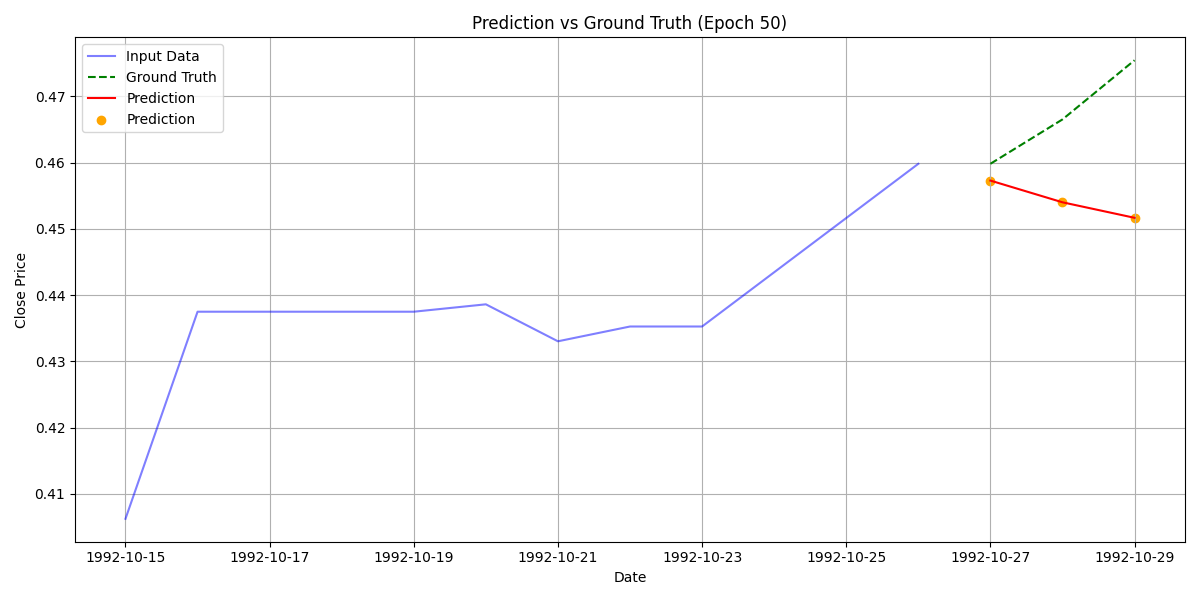 Prediction vs Ground Truth (Epoch 50)
Input Data
Ground Truth
Prediction
Prediction
Close Price
0.47
0.46
0.45
0.44
0.43
0.42
0.41
1992-10-15 1992-10-17 1992-10-19 1992-10-21 1992-10-23 1992-10-25 1992-10-27 1992-10-29
Date